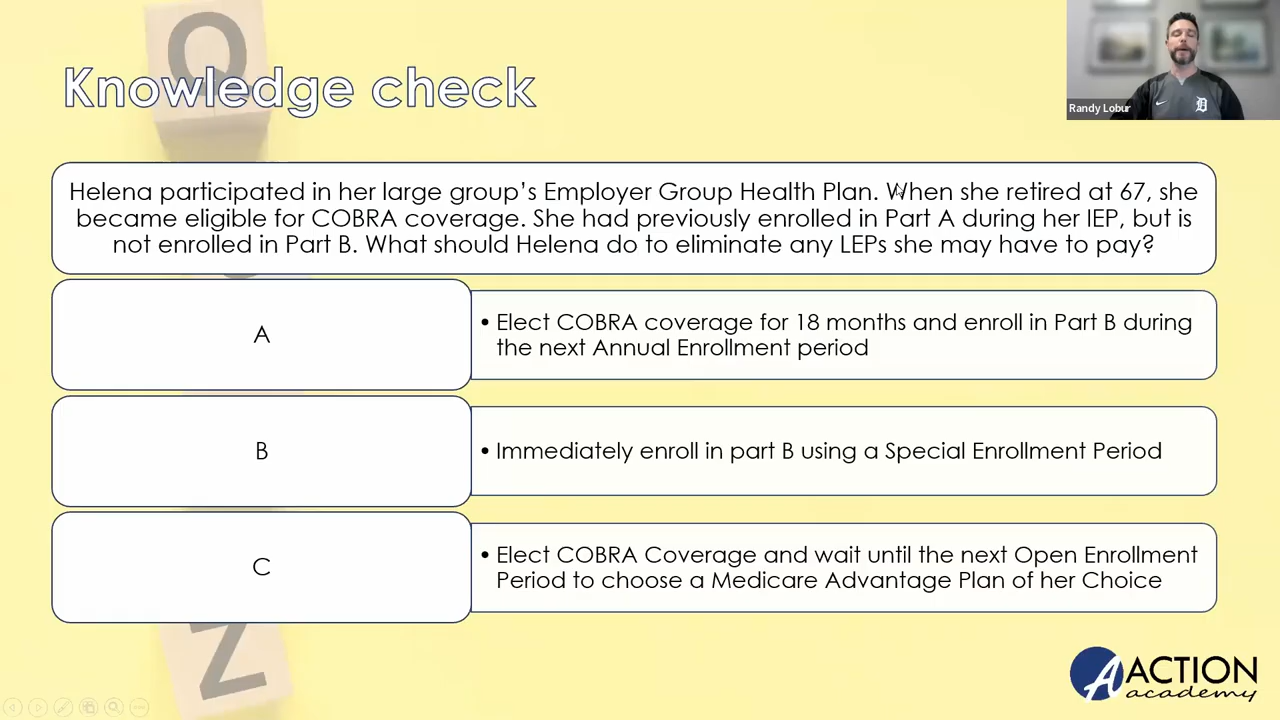 Q
Knowledge check
Randy Lobur
Helena participated in her large group's Employer Group Health Plan. When she retired at 67, she
became eligible for COBRA coverage. She had previously enrolled in Part A during her IEP, but is
not enrolled in Part B. What should Helena do to eliminate any LEPs she may have to pay?
A
• Elect COBRA coverage for 18 months and enroll in Part B during
the next Annual Enrollment period
B
• Immediately enroll in part B using a Special Enrollment Period
C
• Elect COBRA Coverage and wait until the next Open Enrollment
Period to choose a Medicare Advantage Plan of her Choice
Z
A ACTION
academy